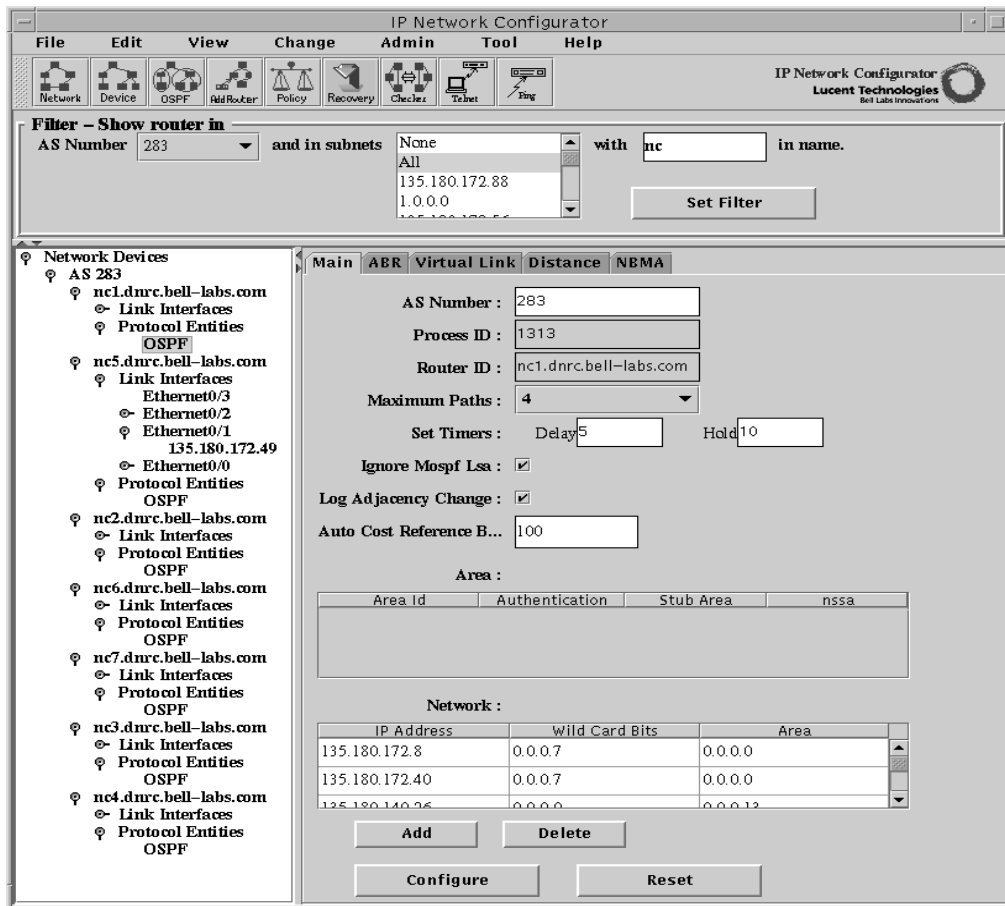 IP Network Configurator
File Edit View Change Admin Tool Help
Network Device OSPF AddRouter Policy Recovery Checker Telnet Ping
IP Network Configurator
Lucent Technologies
Bell Labs Innovations
Filter – Show router in
AS Number 283 and in subnets with nc in name.
None
All
135.180.172.88
1.0.0.0
Set Filter
Network Devices
AS 283
nc1.dnrc.bell–labs.com
Link Interfaces
Protocol Entities
OSPF
nc5.dnrc.bell–labs.com
Link Interfaces
Ethernet0/3
Ethernet0/2
Ethernet0/1
135.180.172.49
Ethernet0/0
Protocol Entities
OSPF
nc2.dnrc.bell–labs.com
Link Interfaces
Protocol Entities
OSPF
nc6.dnrc.bell–labs.com
Link Interfaces
Protocol Entities
OSPF
nc7.dnrc.bell–labs.com
Link Interfaces
Protocol Entities
OSPF
nc3.dnrc.bell–labs.com
Link Interfaces
Protocol Entities
OSPF
nc4.dnrc.bell–labs.com
Link Interfaces
Protocol Entities
OSPF
Main ABR Virtual Link Distance NBMA
AS Number : 283
Process ID : 1313
Router ID : nc1.dnrc.bell–labs.com
Maximum Paths : 4
Set Timers : Delay 5 Hold 10
Ignore Mospf Lsa :
Log Adjacency Change :
Auto Cost Reference B... 100
Area :
Area Id Authentication Stub Area nssa
Network :
IP Address Wild Card Bits Area
135.180.172.8 0.0.0.7 0.0.0.0
135.180.172.40 0.0.0.7 0.0.0.0
Add Delete
Configure Reset